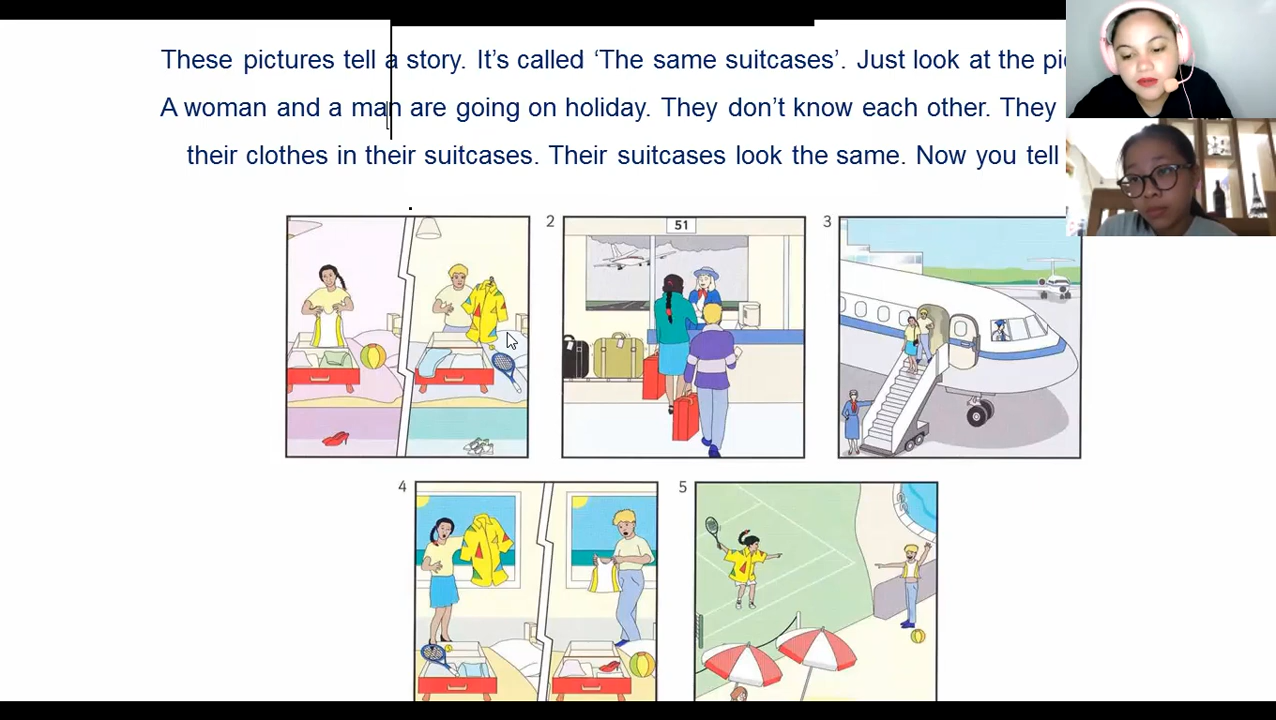 These pictures tell a story. It's called ‘The same suitcases’. Just look at the
A woman and a man are going on holiday. They don't know each other. They
their clothes in their suitcases. Their suitcases look the same. Now you tell
2
51
3
4
5